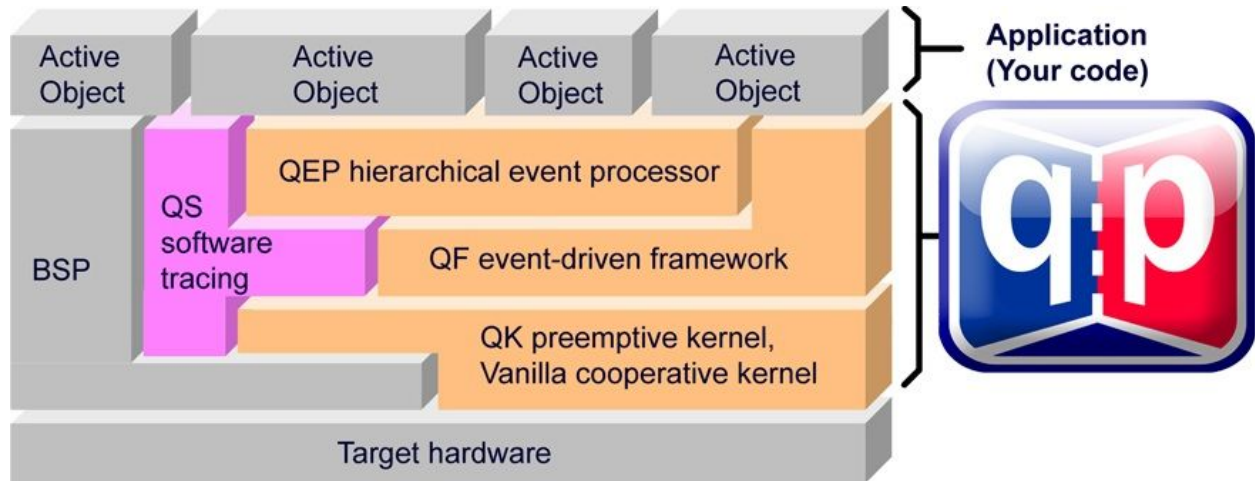 Active
Object
Active
Object
Active
Object
Active
Object
Application
(Your code)
QEP hierarchical event processor
QS
software
tracing
BSP
QF event-driven framework
QK preemptive kernel,
Vanilla cooperative kernel
Target hardware
qp